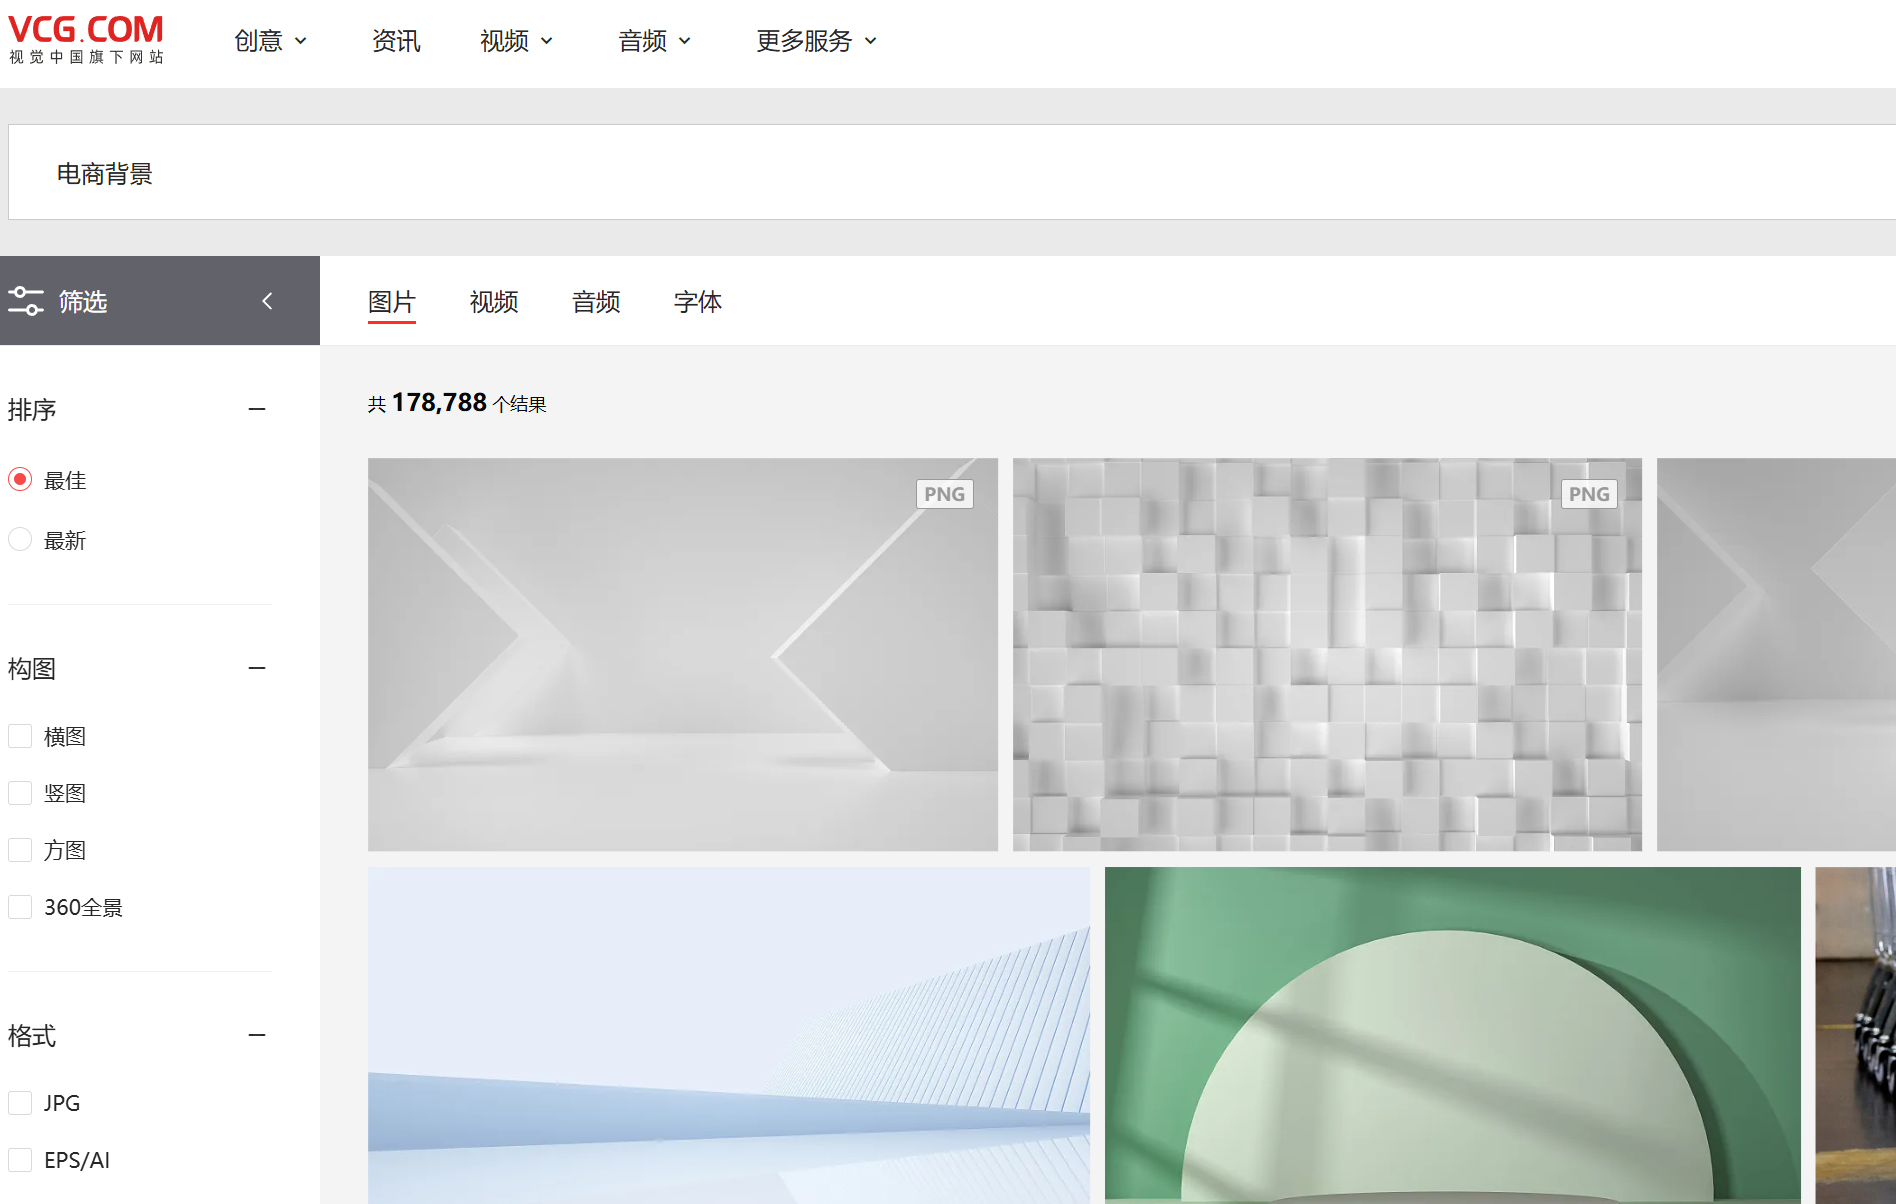 VCG.COM
视觉中国旗下网站
创意
资讯
视频
音频
更多服务
电商背景
筛选
图片
视频
音频
字体
共 178,788 个结果
排序
最佳
最新
构图
横图
竖图
方图
360全景
格式
JPG
EPS/AI
PNG
PNG